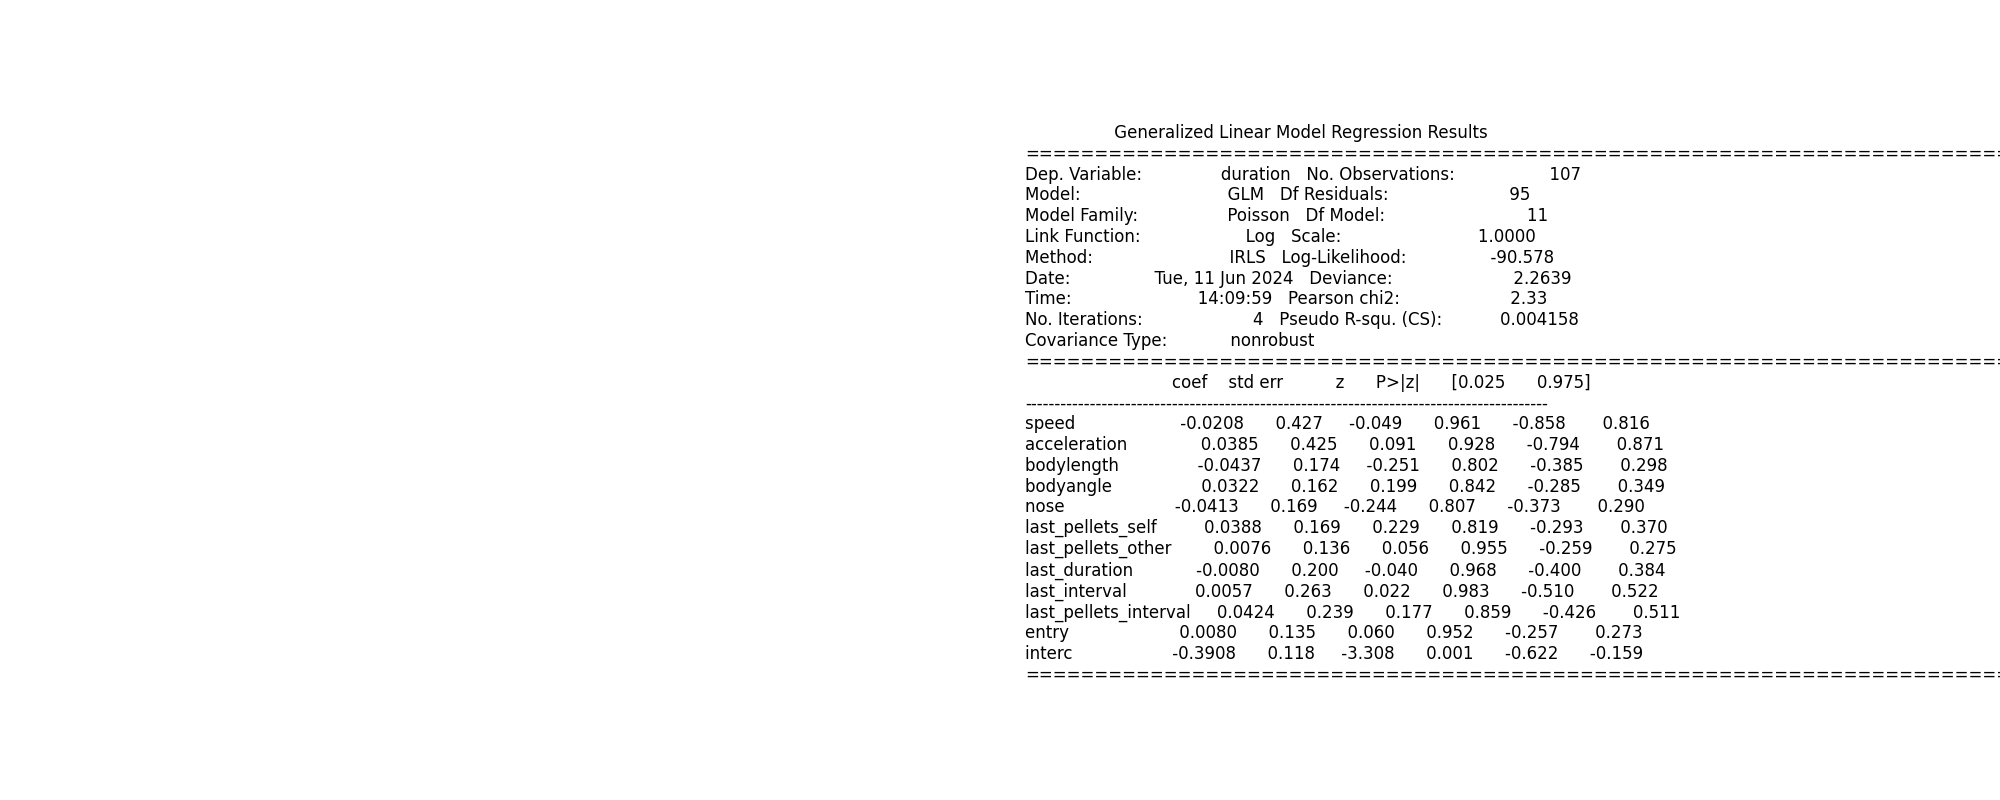 Generalized Linear Model Regression Results
==============================================================================
Dep. Variable: duration No. Observations: 107
Model: GLM Df Residuals: 95
Model Family: Poisson Df Model: 11
Link Function: Log Scale: 1.0000
Method: IRLS Log-Likelihood: -90.578
Date: Tue, 11 Jun 2024 Deviance: 2.2639
Time: 14:09:59 Pearson chi2: 2.33
No. Iterations: 4 Pseudo R-squ. (CS): 0.004158
Covariance Type: nonrobust
==============================================================================
coef std err z P>|z| [0.025 0.975]
------------------------------------------------------------------------------------------
speed -0.0208 0.427 -0.049 0.961 -0.858 0.816
acceleration 0.0385 0.425 0.091 0.928 -0.794 0.871
bodylength -0.0437 0.174 -0.251 0.802 -0.385 0.298
bodyangle 0.0322 0.162 0.199 0.842 -0.285 0.349
nose -0.0413 0.169 -0.244 0.807 -0.373 0.290
last_pellets_self 0.0388 0.169 0.229 0.819 -0.293 0.370
last_pellets_other 0.0076 0.136 0.056 0.955 -0.259 0.275
last_duration -0.0080 0.200 -0.040 0.968 -0.400 0.384
last_interval 0.0057 0.263 0.022 0.983 -0.510 0.522
last_pellets_interval 0.0424 0.239 0.177 0.859 -0.426 0.511
entry 0.0080 0.135 0.060 0.952 -0.257 0.273
interc -0.3908 0.118 -3.308 0.001 -0.622 -0.159
==============================================================================